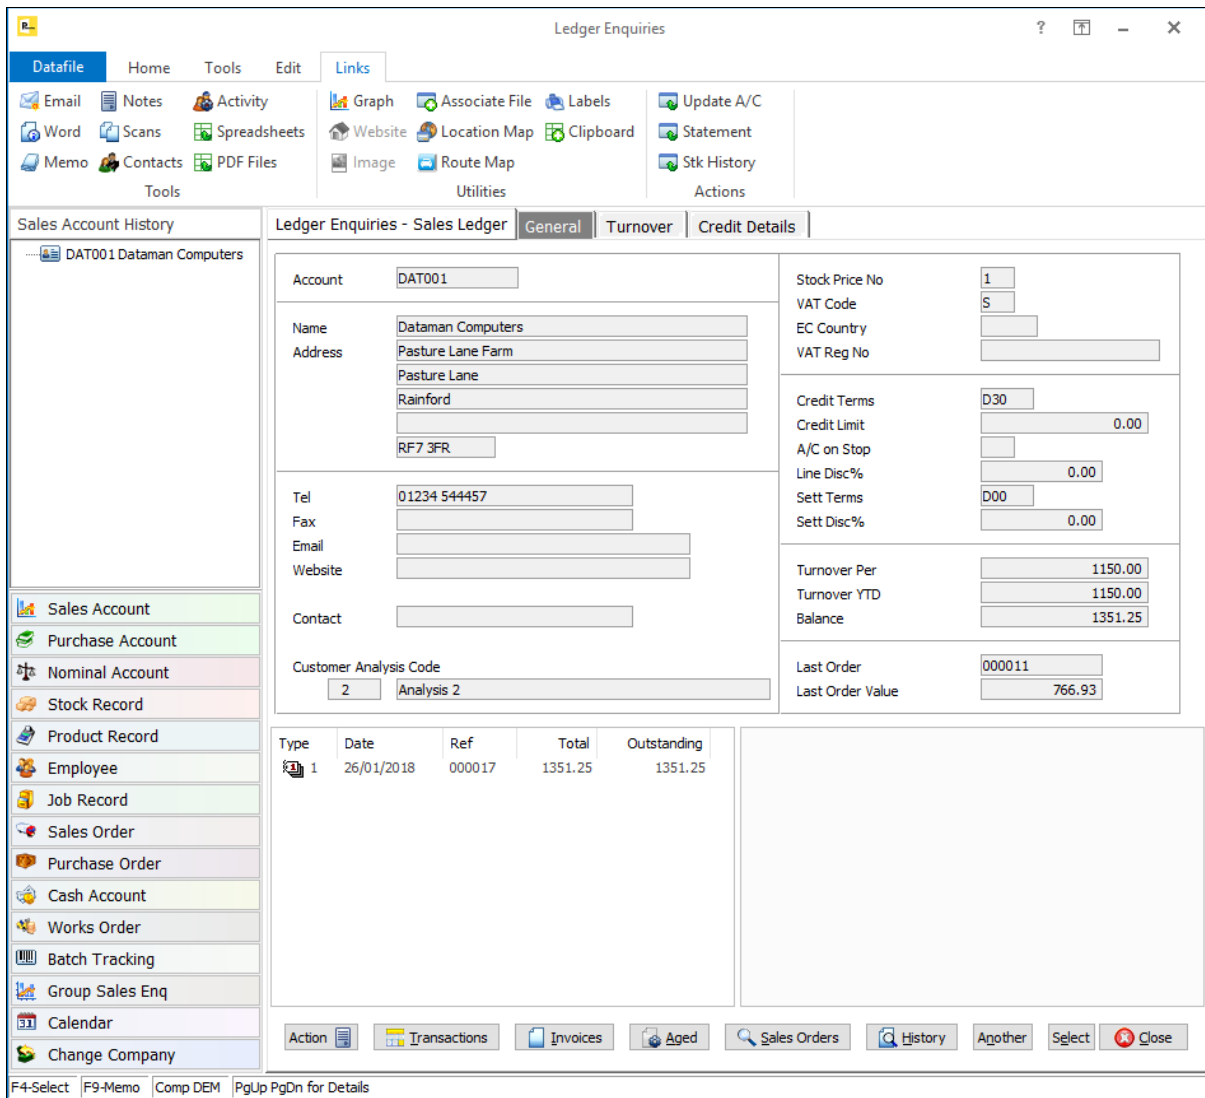 Ledger Enquiries
?
Datafile Home Tools Edit Links
Email Notes Activity Graph Associate File Labels Update A/C
Word Scans Spreadsheets Website Location Map Clipboard Statement
Memo Contacts PDF Files Image Route Map Stk History
Tools Utilities Actions
Sales Account History
DAT001 Dataman Computers
Sales Account
Purchase Account
Nominal Account
Stock Record
Product Record
Employee
Job Record
Sales Order
Purchase Order
Cash Account
Works Order
Batch Tracking
Group Sales Enq
Calendar
Change Company
Ledger Enquiries - Sales Ledger General Turnover Credit Details
Account DAT001
Name Dataman Computers
Address Pasture Lane Farm
Pasture Lane
Rainford
RF7 3FR
Tel 01234 544457
Fax
Email
Website
Contact
Customer Analysis Code
2 Analysis 2
Stock Price No 1
VAT Code S
EC Country
VAT Reg No
Credit Terms D30
Credit Limit 0.00
A/C on Stop
Line Disc% 0.00
Sett Terms D00
Sett Disc% 0.00
Turnover Per 1150.00
Turnover YTD 1150.00
Balance 1351.25
Last Order 000011
Last Order Value 766.93
Type Date Ref Total Outstanding
1 26/01/2018 000017 1351.25 1351.25
Action Transactions Invoices Aged Sales Orders History Another Select Close
F4-Select F9-Memo Comp DEM PgUp PgDn for Details